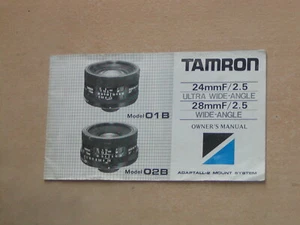 TAMRON
24mmF/2.5
ULTRA WIDE-ANGLE
28mmF/2.5
WIDE-ANGLE
OWNER'S MANUAL
Model 01B
Model 02B
ADAPTALL-2 MOUNT SYSTEM